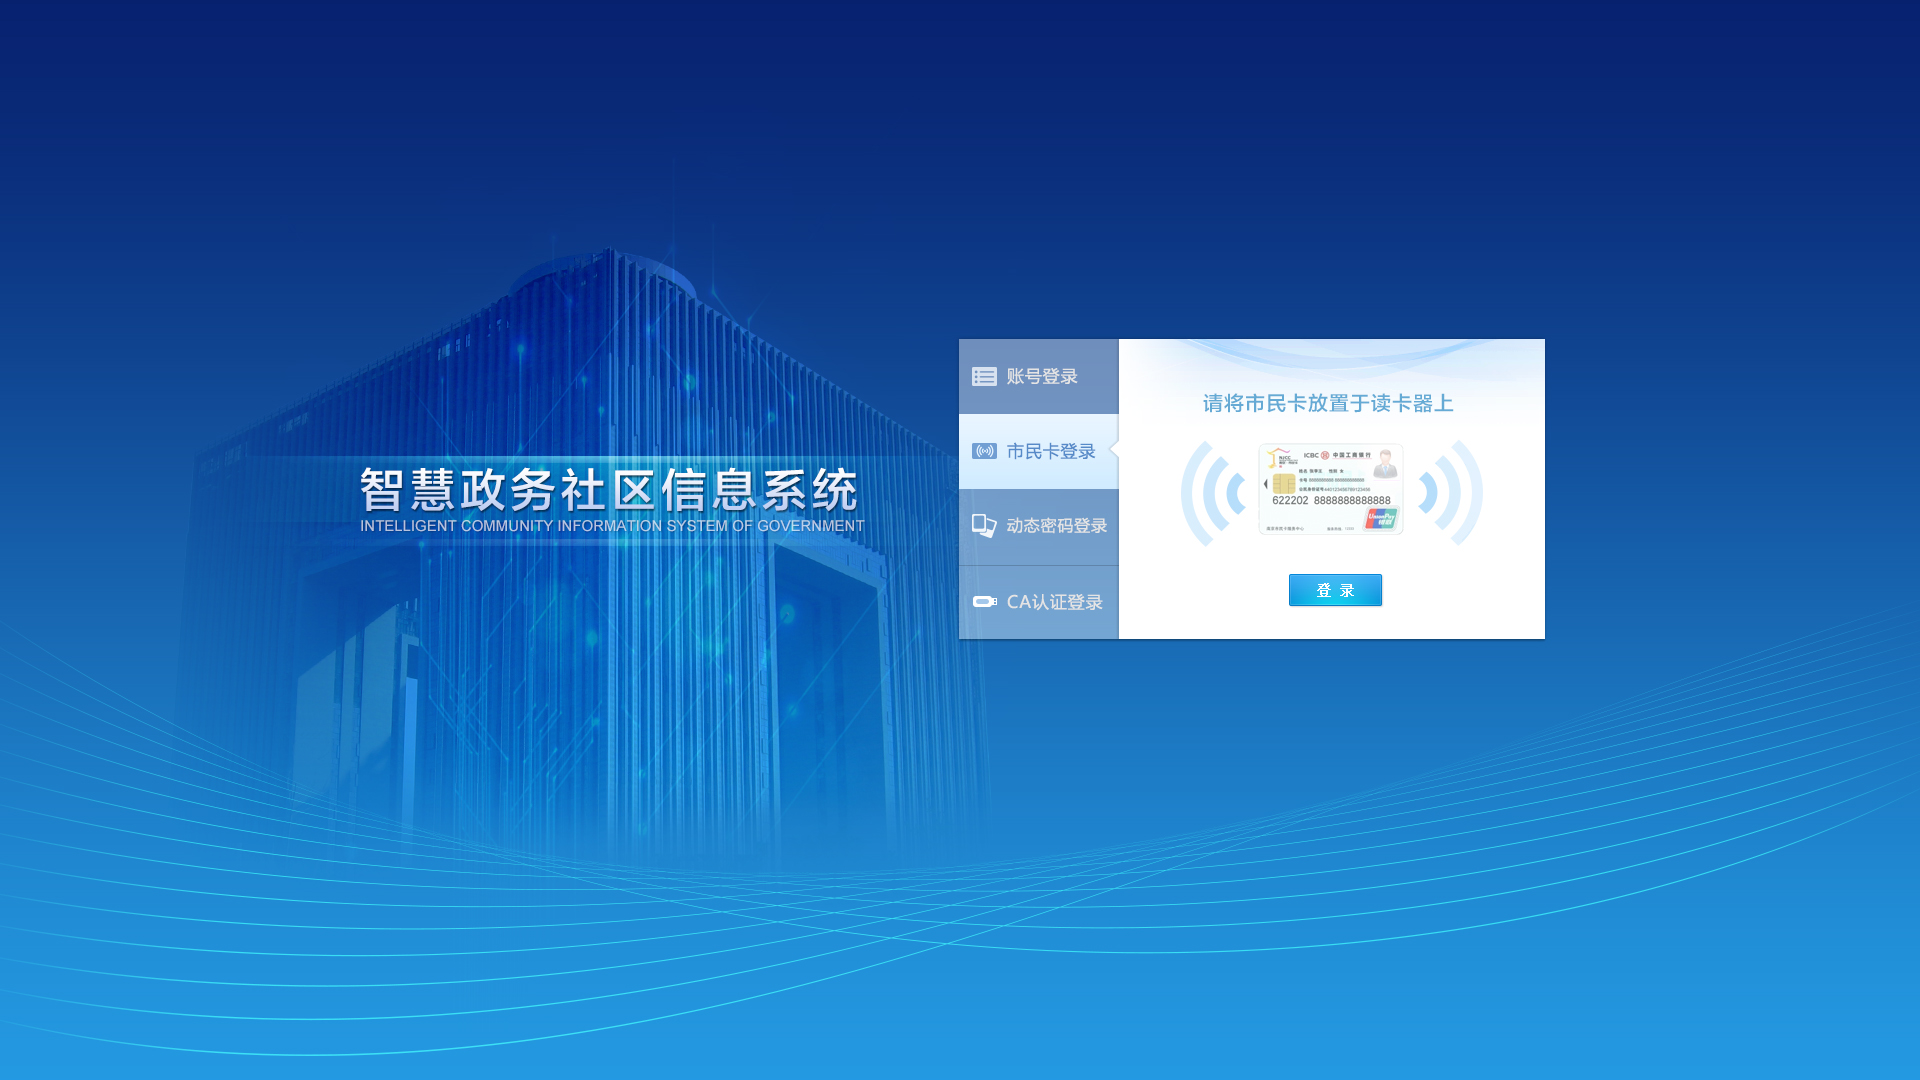 智慧政务社区信息系统
INTELLIGENT COMMUNITY INFORMATION SYSTEM OF GOVERNMENT
账号登录
市民卡登录
动态密码登录
CA认证登录
请将市民卡放置于读卡器上
NJCC
ICBC 中国工商银行
622202 8888888888888
UnionPay
银联
登 录